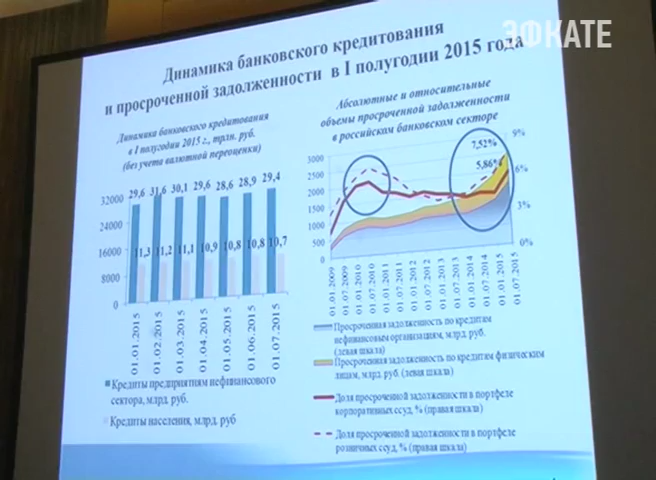 ЭФКАТЕ
Динамика банковского кредитования
и просроченной задолженности в I полугодии 2015 года
Динамика банковского кредитования
в I полугодии 2015 г., трлн. руб.
(без учета валютной переоценки)
32000
24000
16000
8000
0
29,6 31,6 30,1 29,6 28,6 28,9 29,4
11,3 11,2 11,1 10,9 10,8 10,8 10,7
01.01.2015
01.02.2015
01.03.2015
01.04.2015
01.05.2015
01.06.2015
01.07.2015
Кредиты предприятиям нефинансового
сектора, млрд. руб.
Кредиты населения, млрд. руб
Абсолютные и относительные
объемы просроченной задолженности
в российском банковском секторе
3000
2500
2000
1500
1000
500
0
9%
6%
3%
0%
7,52%
5,86%
01.01.2009
01.07.2009
01.01.2010
01.07.2010
01.01.2011
01.07.2011
01.01.2012
01.07.2012
01.01.2013
01.07.2013
01.01.2014
01.07.2014
01.01.2015
01.07.2015
Просроченная задолженность по кредитам
нефинансовым организациям, млрд. руб.
(левая шкала)
Просроченная задолженность по кредитам физическим
лицам, млрд. руб. (левая шкала)
Доля просроченной задолженности в портфеле
корпоративных ссуд, % (правая шкала)
Доля просроченной задолженности в портфеле
розничных ссуд, % (правая шкала)